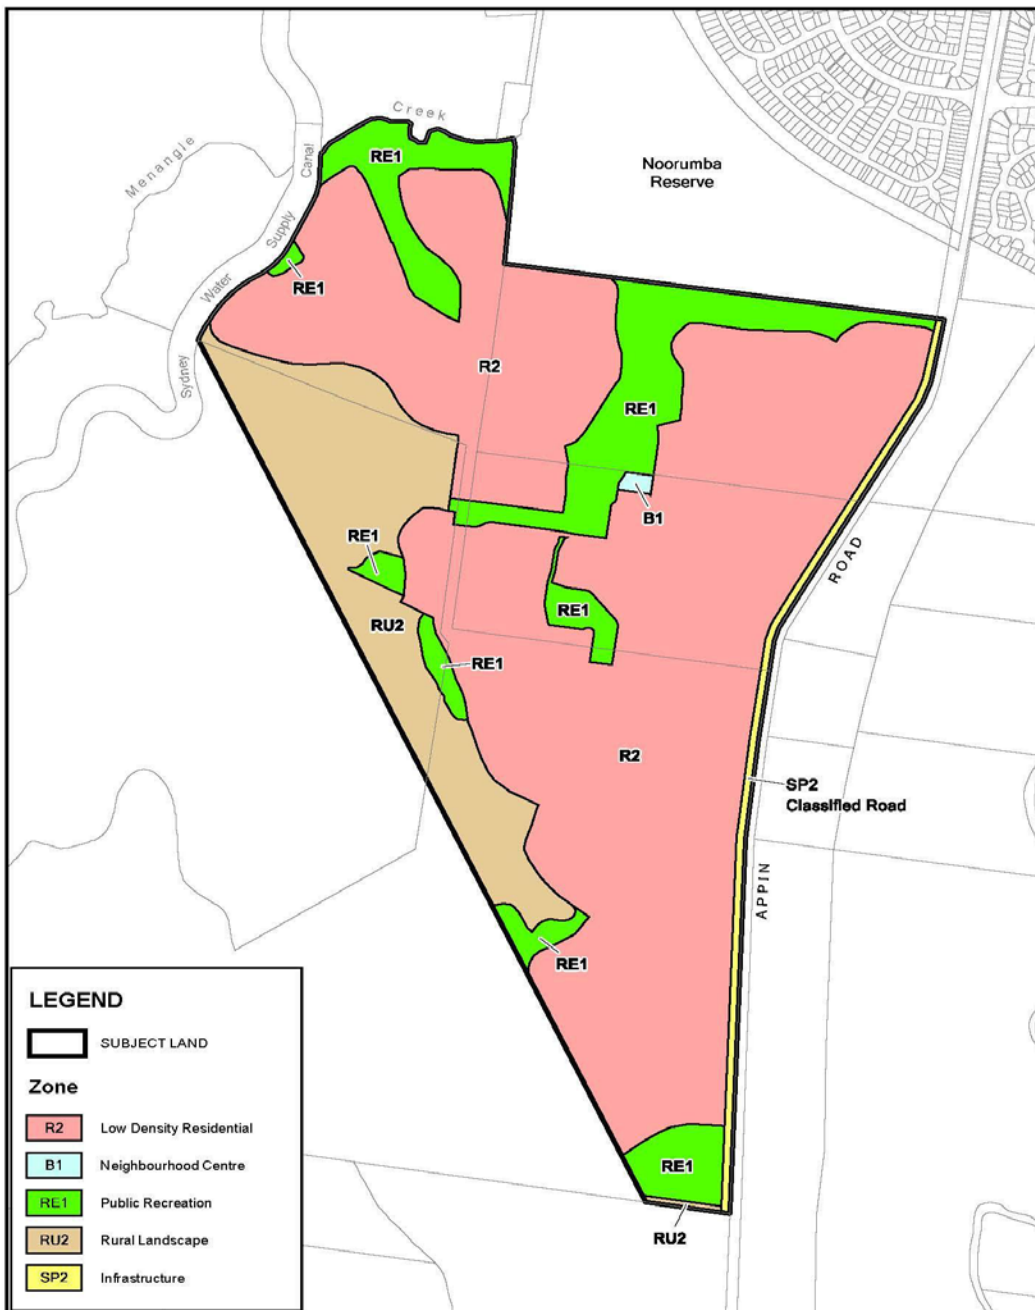 Creek
RE1
Menangle
Canal
Noorumba
Reserve
Supply
RE1
Water
Sydney
R2
RE1
B1
RE1
ROAD
RE1
RU2
RE1
R2
SP2
Classified Road
APPIN
RE1
RE1
RU2
LEGEND
SUBJECT LAND
Zone
R2 Low Density Residential
B1 Neighbourhood Centre
RE1 Public Recreation
RU2 Rural Landscape
SP2 Infrastructure